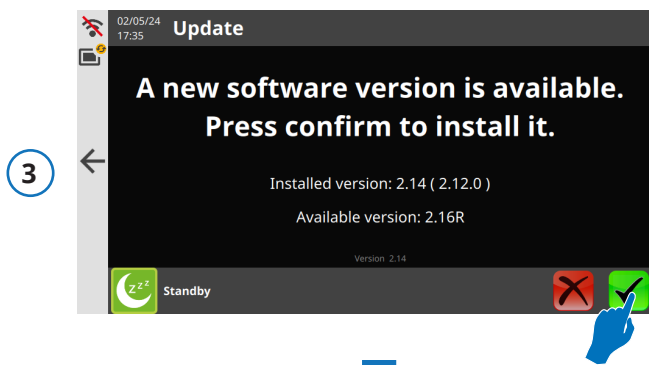 02/05/24
17:35
Update
A new software version is available.
Press confirm to install it.
3
Installed version: 2.14 ( 2.12.0 )
Available version: 2.16R
Version 2.14
zzz
Standby